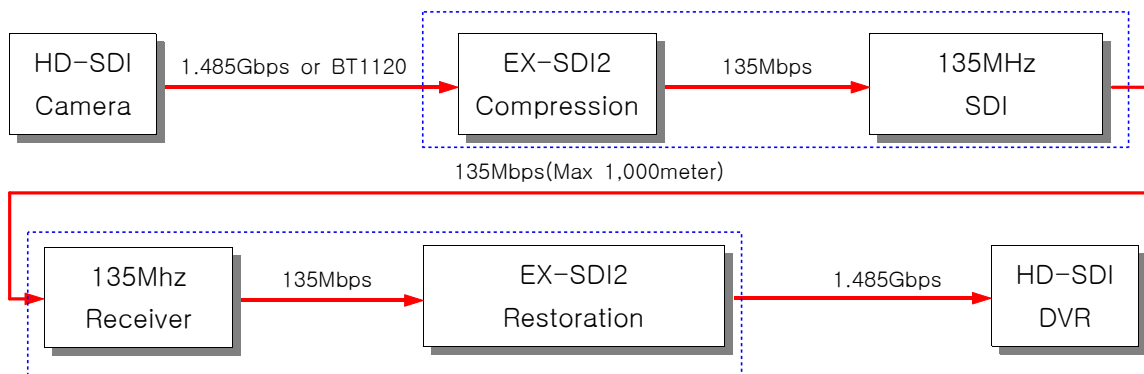 HD-SDI
Camera
1.485Gbps or BT1120
EX-SDI2
Compression
135Mbps
135MHz
SDI
135Mbps(Max 1,000meter)
135Mhz
Receiver
135Mbps
EX-SDI2
Restoration
1.485Gbps
HD-SDI
DVR